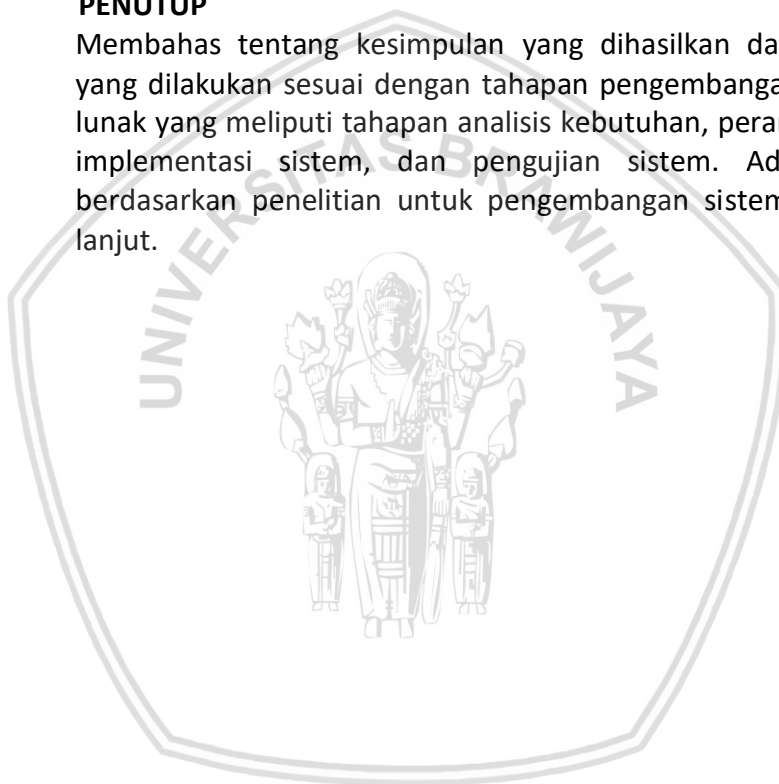 PENUTUP
Membahas tentang kesimpulan yang dihasilkan da
yang dilakukan sesuai dengan tahapan pengembanga
lunak yang meliputi tahapan analisis kebutuhan, peran
implementasi sistem, dan pengujian sistem. Ad
berdasarkan penelitian untuk pengembangan sistem
lanjut.
UNIVERSITAS BRAWIJAYA